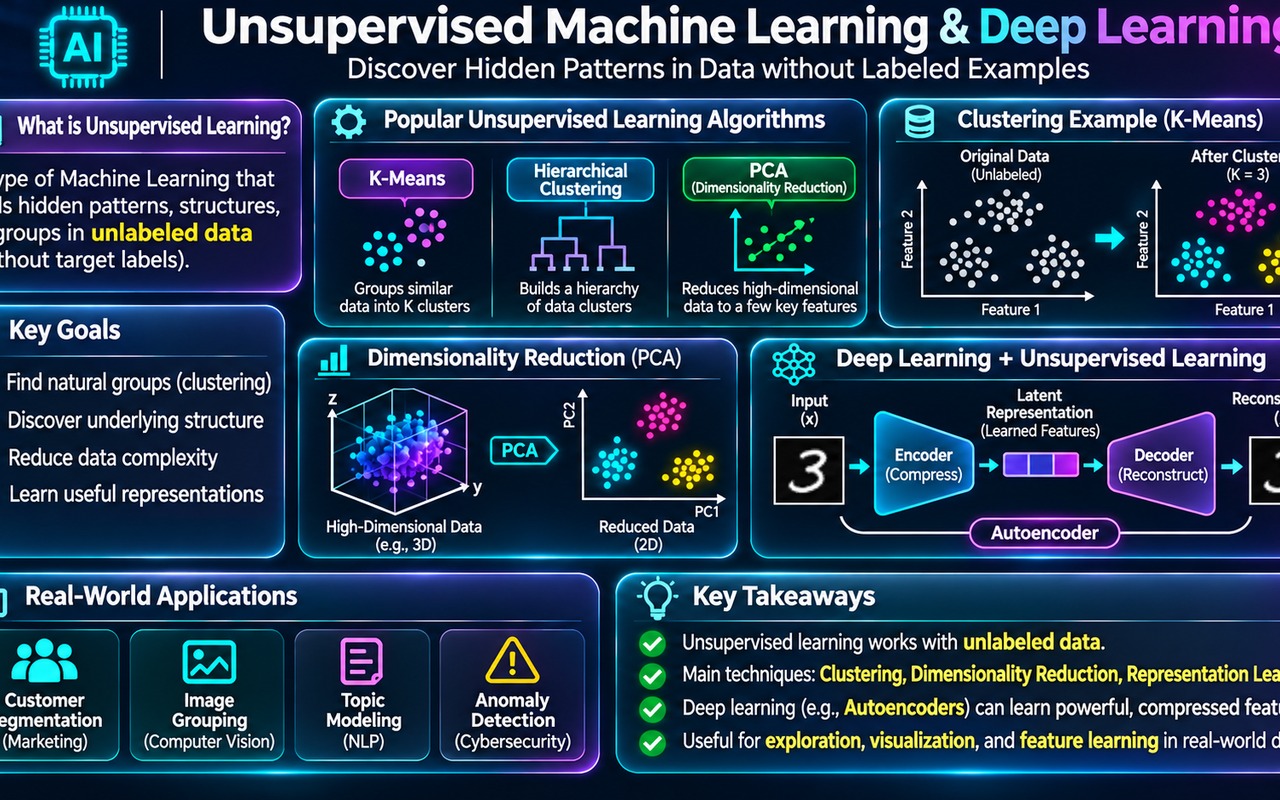 AI
Unsupervised Machine Learning & Deep Learning
Discover Hidden Patterns in Data without Labeled Examples
What is Unsupervised Learning?
ype of Machine Learning that
ls hidden patterns, structures,
groups in unlabeled data
thout target labels).
Key Goals
Find natural groups (clustering)
Discover underlying structure
Reduce data complexity
Learn useful representations
Popular Unsupervised Learning Algorithms
K-Means
Groups similar
data into K clusters
Hierarchical
Clustering
Builds a hierarchy
of data clusters
PCA
(Dimensionality Reduction)
Reduces high-dimensional
data to a few key features
Clustering Example (K-Means)
Original Data
(Unlabeled)
Feature 2
Feature 1
After Cluster
(K = 3)
Feature 2
Feature 1
Dimensionality Reduction (PCA)
z
y
High-Dimensional Data
(e.g., 3D)
PCA
PC2
PC1
Reduced Data
(2D)
Deep Learning + Unsupervised Learning
Input
(x)
3
Encoder
(Compress)
Latent
Representation
(Learned Features)
Decoder
(Reconstruct)
Recons
(
Autoencoder
Real-World Applications
Customer
egmentation
(Marketing)
Image
Grouping
(Computer Vision)
Topic
Modeling
(NLP)
Anomaly
Detection
(Cybersecurity)
Key Takeaways
Unsupervised learning works with unlabeled data.
Main techniques: Clustering, Dimensionality Reduction, Representation Lea
Deep learning (e.g., Autoencoders) can learn powerful, compressed featu
Useful for exploration, visualization, and feature learning in real-world d